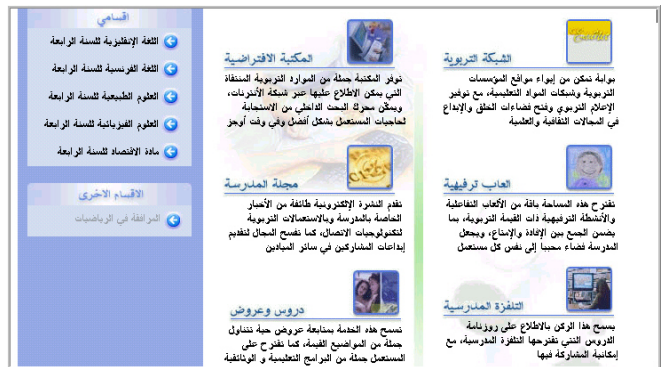 الشبكة التربوية
بوابة تمكن من إيواء مواقع المؤسسات
التربوية وشبكات المواد التعليمية، مع توفير
الإعلام التربوي وفتح فضاءات الخلق والإبداع
في المجالات الثقافية والعلمية
العاب ترفيهية
نقترح هذه المساحة باقة من الألعاب التفاعلية
والأنشطة الترفيهية ذات القيمة التربوية، بما
يضمن الجمع بين الإفادة والإمتاع، ويجعل
المدرسة فضاء محببا إلى نفس كل مستعمل
التلفزة المدرسية
يسمح هذا الركن بالاطلاع على روزنامة
الدروس التي تقترحها التلفزة المدرسية، مع
إمكانية المشاركة فيها
المكتبة الافتراضية
توفر المكتبة جملة من الموارد التربوية المنتقاة
التي يمكن الاطلاع عليها عبر شبكة الأنترنات،
ويمكّن محرك البحث الداخلي من الاستجابة
لحاجيات المستعمل بشكل أفضل وفي وقت أوجز
مجلة المدرسة
تقدم النشرة الإلكترونية طائفة من الأخبار
الخاصة بالمدرسة وبالاستعمالات التربوية
لتكنولوجيات الاتصال، كما تفسح المجال لتقديم
إبداعات المشاركين في سائر الميادين
دروس وعروض
تسمح هذه الخدمة بمتابعة عروض حية تتناول
جملة من المواضيع القيمة، كما تقترح على
المستعمل جملة من البرامج التعليمية و الوثائقية
اقسامي
اللغة الإنقليزية للسنة الرابعة
اللغة الفرنسية للسنة الرابعة
العلوم الطبيعية للسنة الرابعة
العلوم الفيزيائية للسنة الرابعة
مادة الاقتصاد للسنة الرابعة
الاقسام الاخرى
المرافقة في الرياضيات